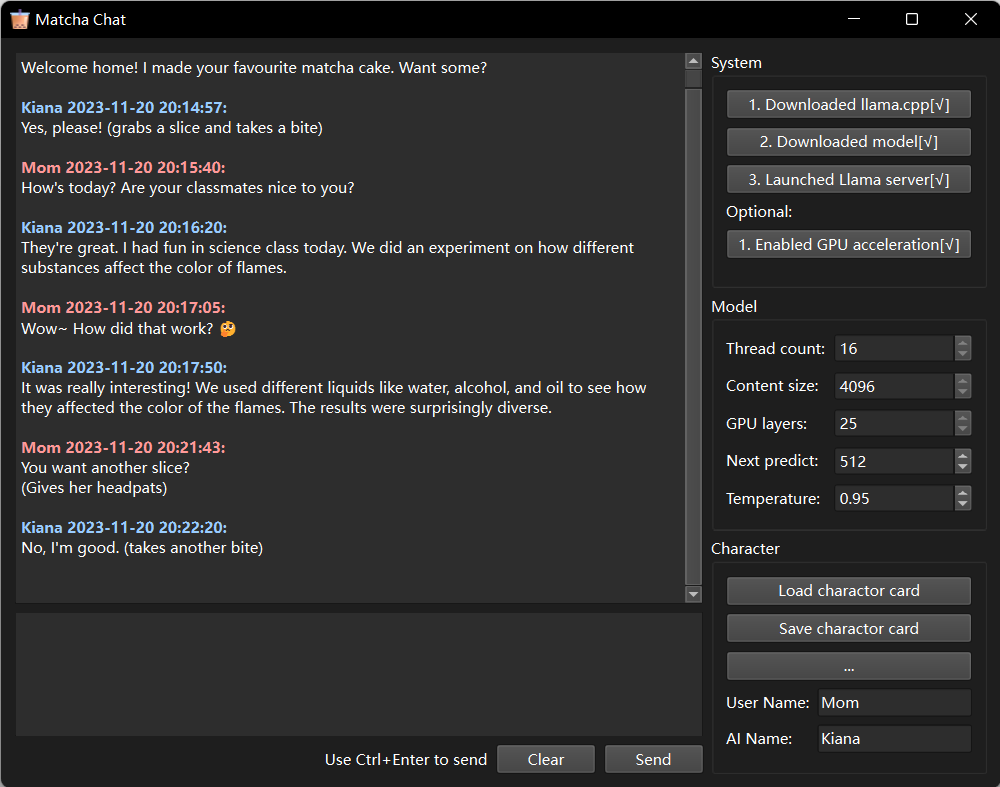 Matcha Chat
Welcome home! I made your favourite matcha cake. Want some?
Kiana 2023-11-20 20:14:57:
Yes, please! (grabs a slice and takes a bite)
Mom 2023-11-20 20:15:40:
How's today? Are your classmates nice to you?
Kiana 2023-11-20 20:16:20:
They're great. I had fun in science class today. We did an experiment on how different
substances affect the color of flames.
Mom 2023-11-20 20:17:05:
Wow~ How did that work? 🤔
Kiana 2023-11-20 20:17:50:
It was really interesting! We used different liquids like water, alcohol, and oil to see how
they affected the color of the flames. The results were surprisingly diverse.
Mom 2023-11-20 20:21:43:
You want another slice?
(Gives her headpats)
Kiana 2023-11-20 20:22:20:
No, I'm good. (takes another bite)
Use Ctrl+Enter to send
Clear
Send
System
1. Downloaded llama.cpp[√]
2. Downloaded model[√]
3. Launched Llama server[√]
Optional:
1. Enabled GPU acceleration[√]
Model
Thread count: 16
Content size: 4096
GPU layers: 25
Next predict: 512
Temperature: 0.95
Character
Load charactor card
Save charactor card
...
User Name: Mom
AI Name: Kiana